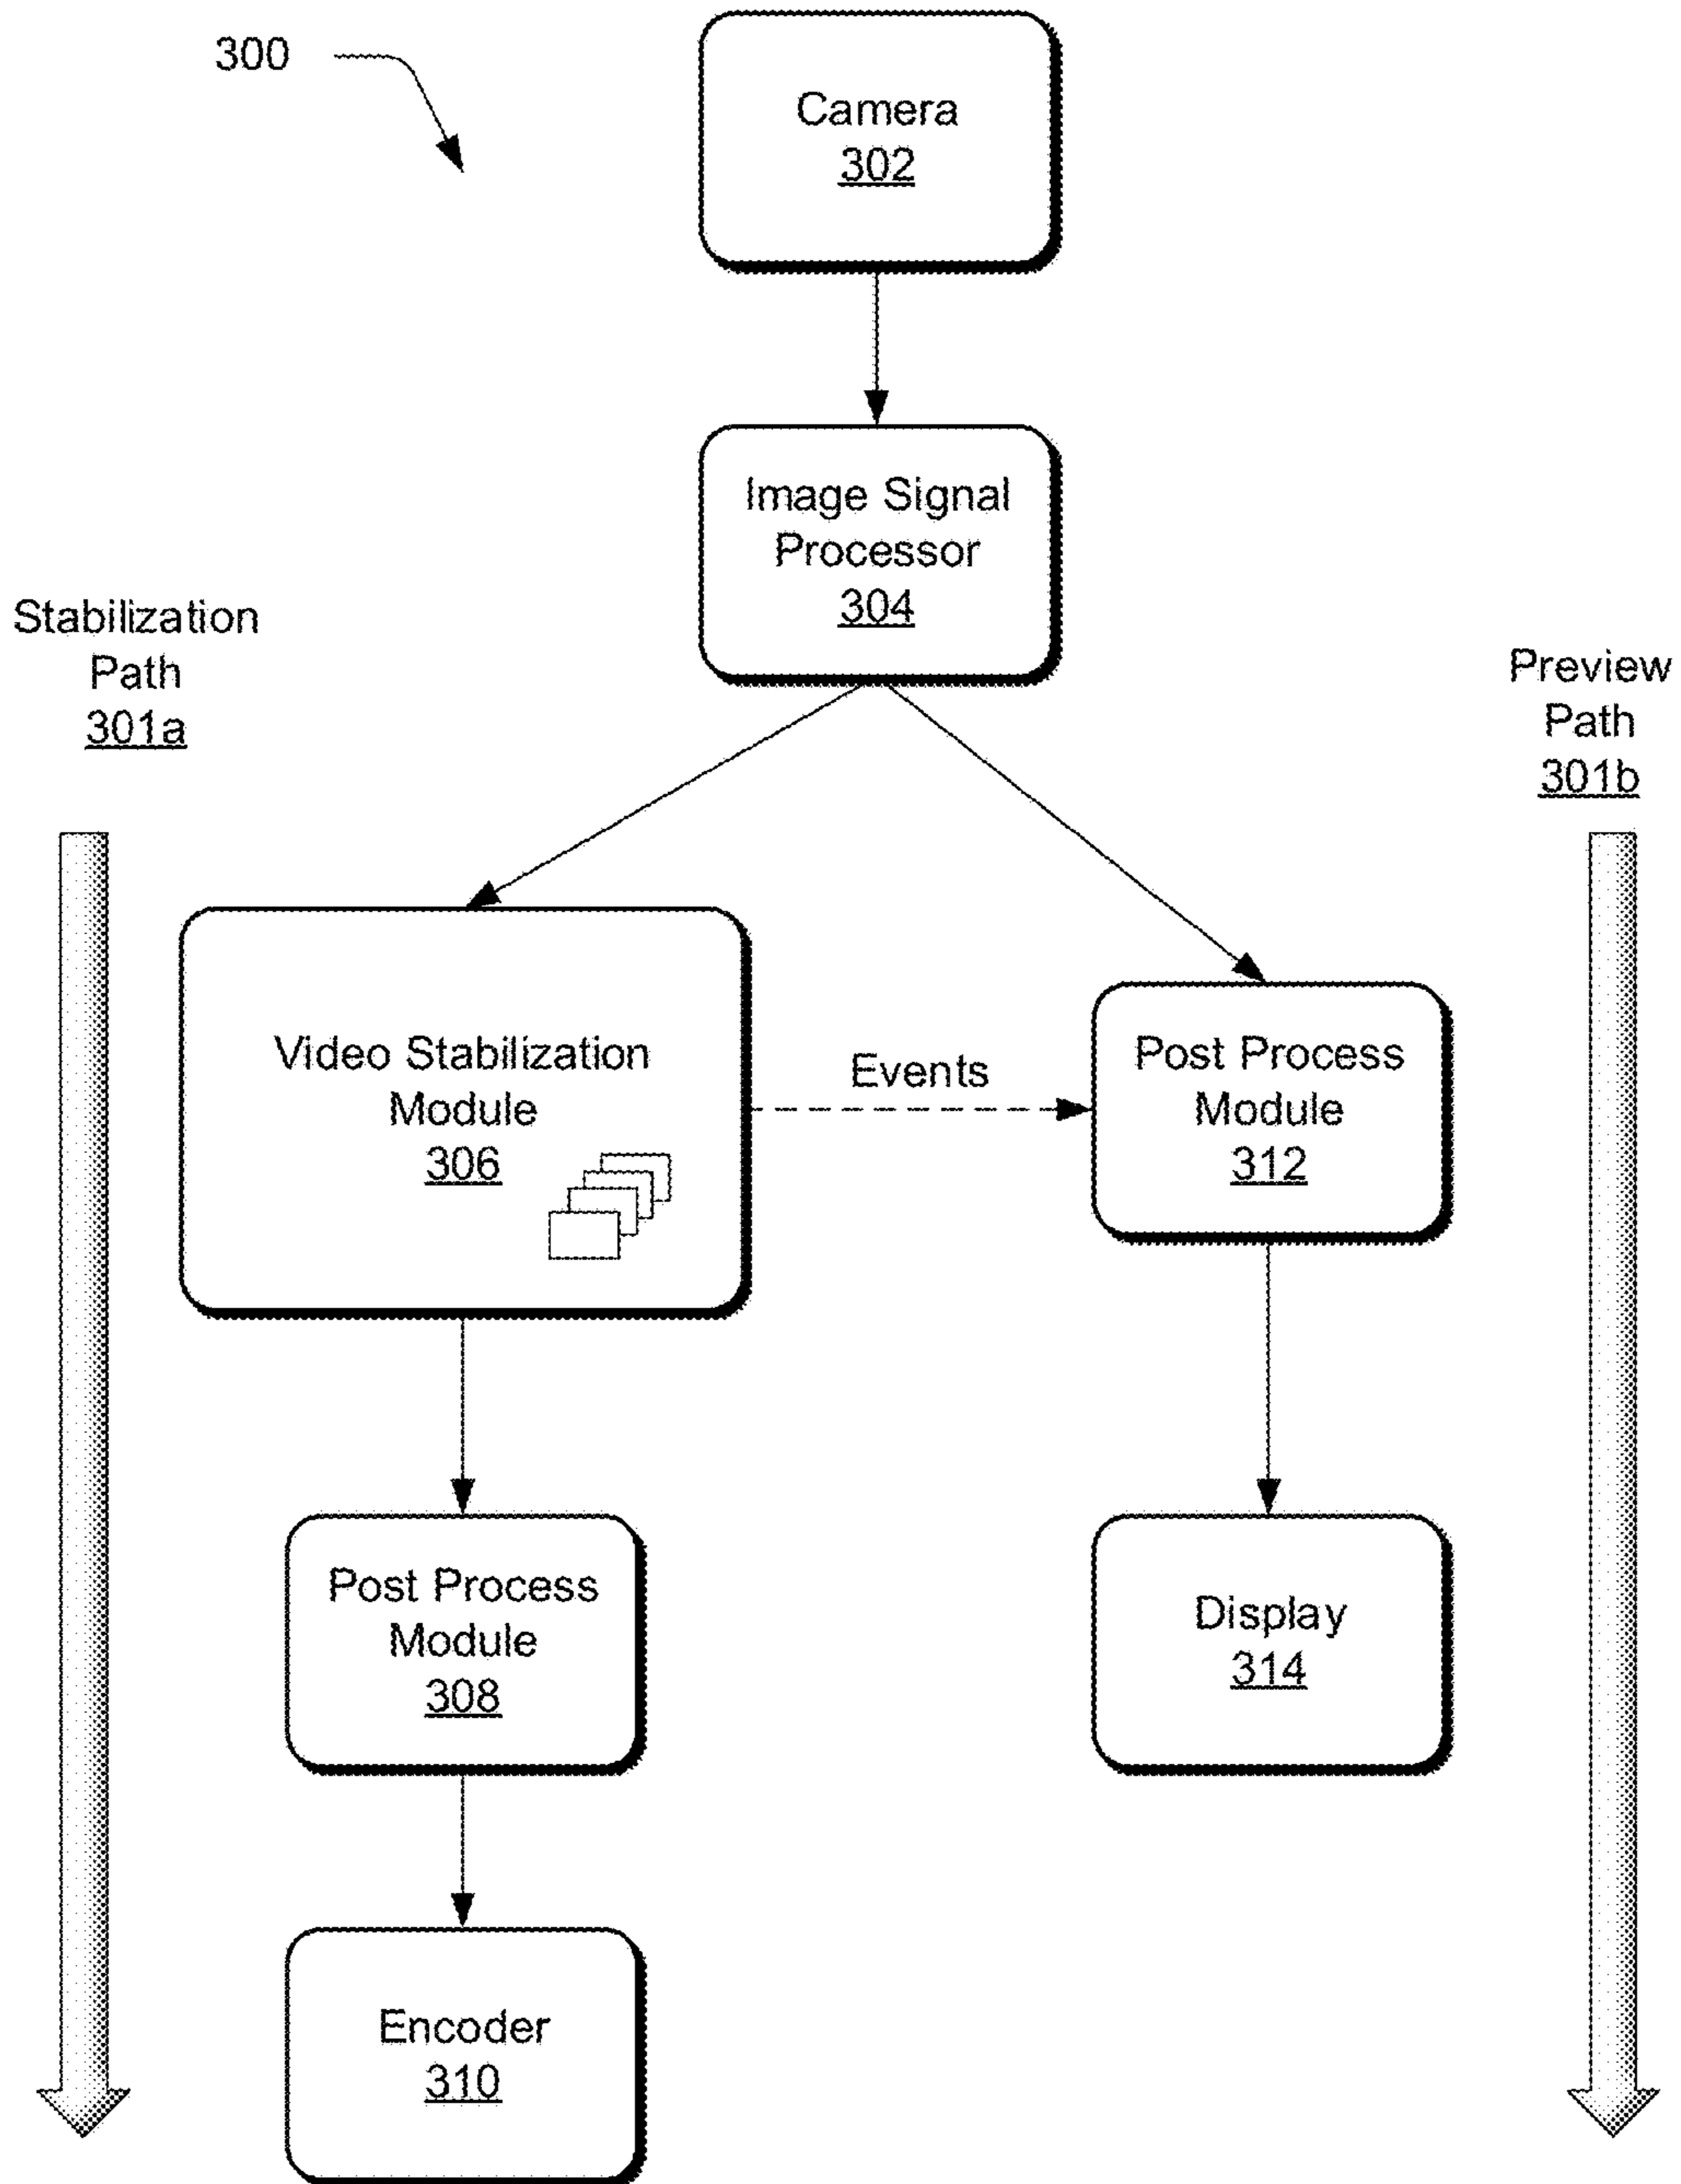 300
Camera
302
Image Signal
Processor
304
Stabilization
Path
301a
Preview
Path
301b
Video Stabilization
Module
306
Events
Post Process
Module
312
Post Process
Module
308
Display
314
Encoder
310